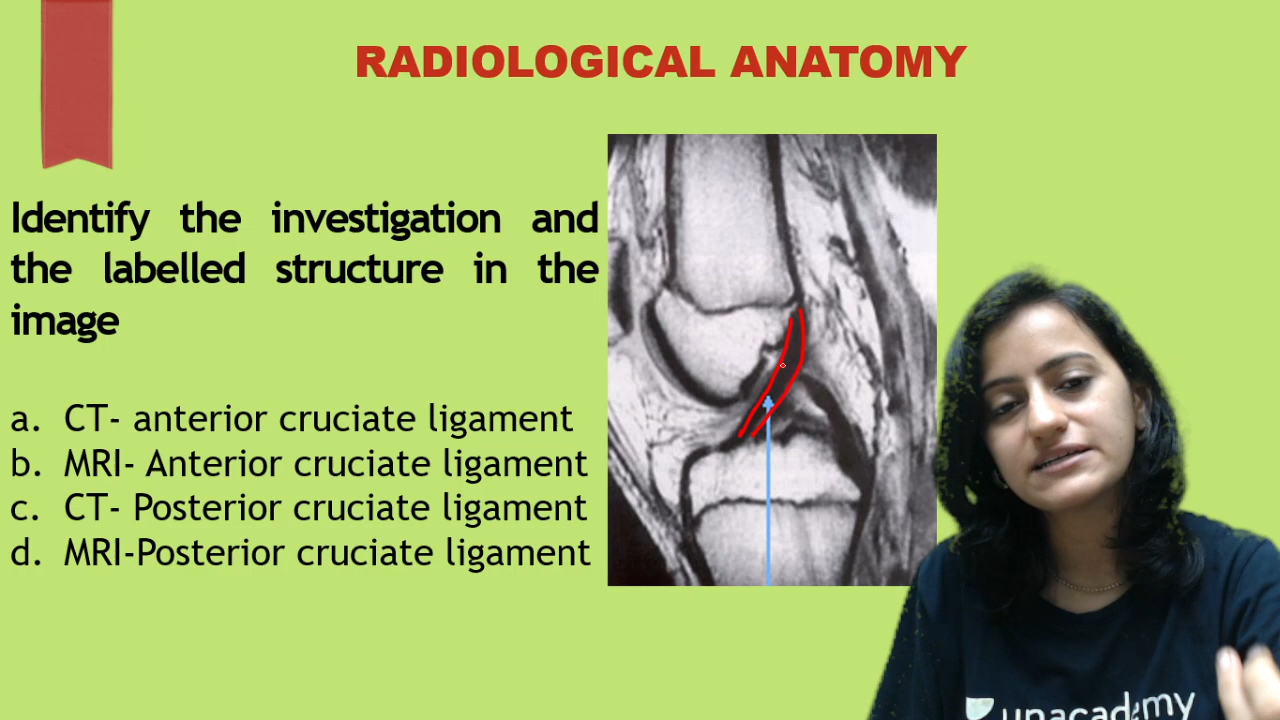 RADIOLOGICAL ANATOMY
Identify the investigation and
the labelled structure in the
image
a. CT- anterior cruciate ligament
b. MRI- Anterior cruciate ligament
c. CT- Posterior cruciate ligament
d. MRI-Posterior cruciate ligament
unacademy